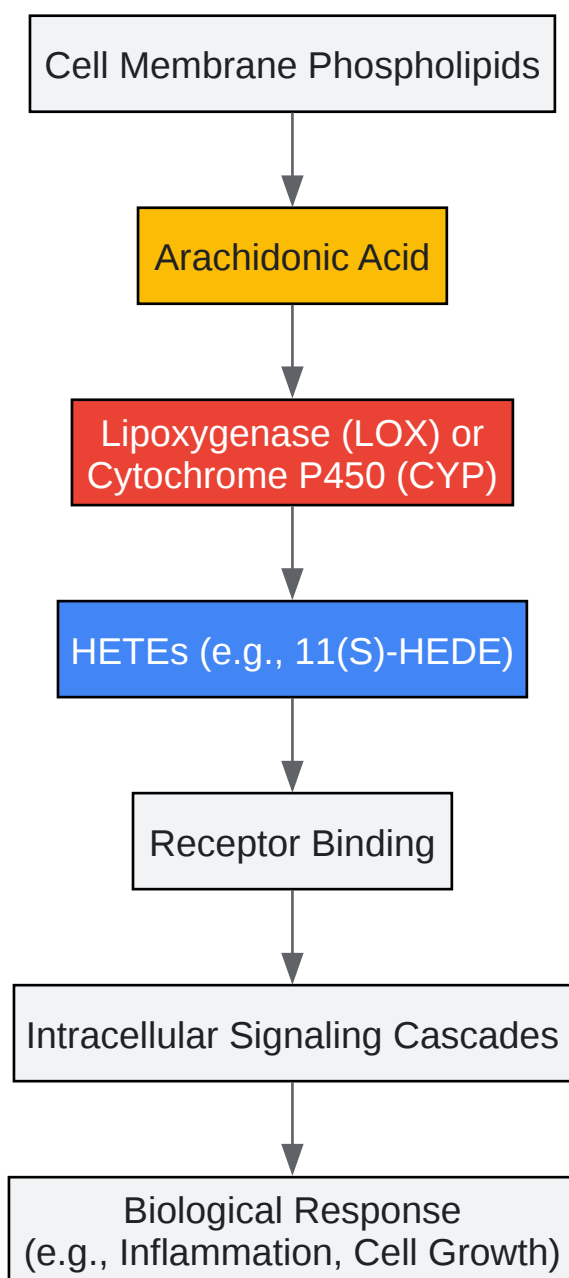 Cell Membrane Phospholipids
Arachidonic Acid
Lipoxygenase (LOX) or
Cytochrome P450 (CYP)
HETEs (e.g., 11(S)-HEDE)
Receptor Binding
Intracellular Signaling Cascades
Biological Response
(e.g., Inflammation, Cell Growth)